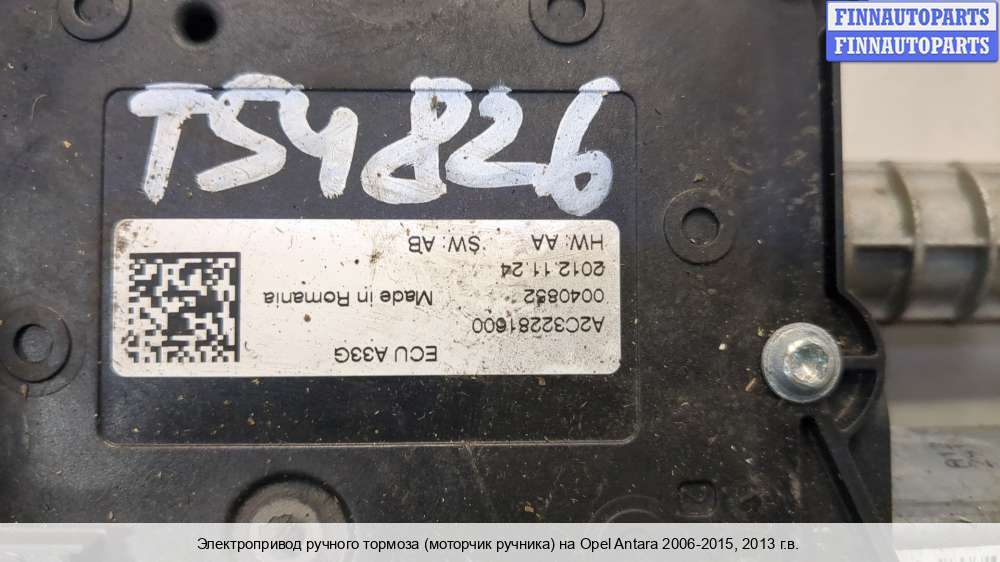 FINNAUTOPARTS
FINNAUTOPARTS
TS4826
ECU A33G
A2C32281600
0040832 Made in Romania
2012.11.24
HW: AA SW: AB
Электропривод ручного тормоза (моторчик ручника) на Opel Antara 2006-2015, 2013 г.в.